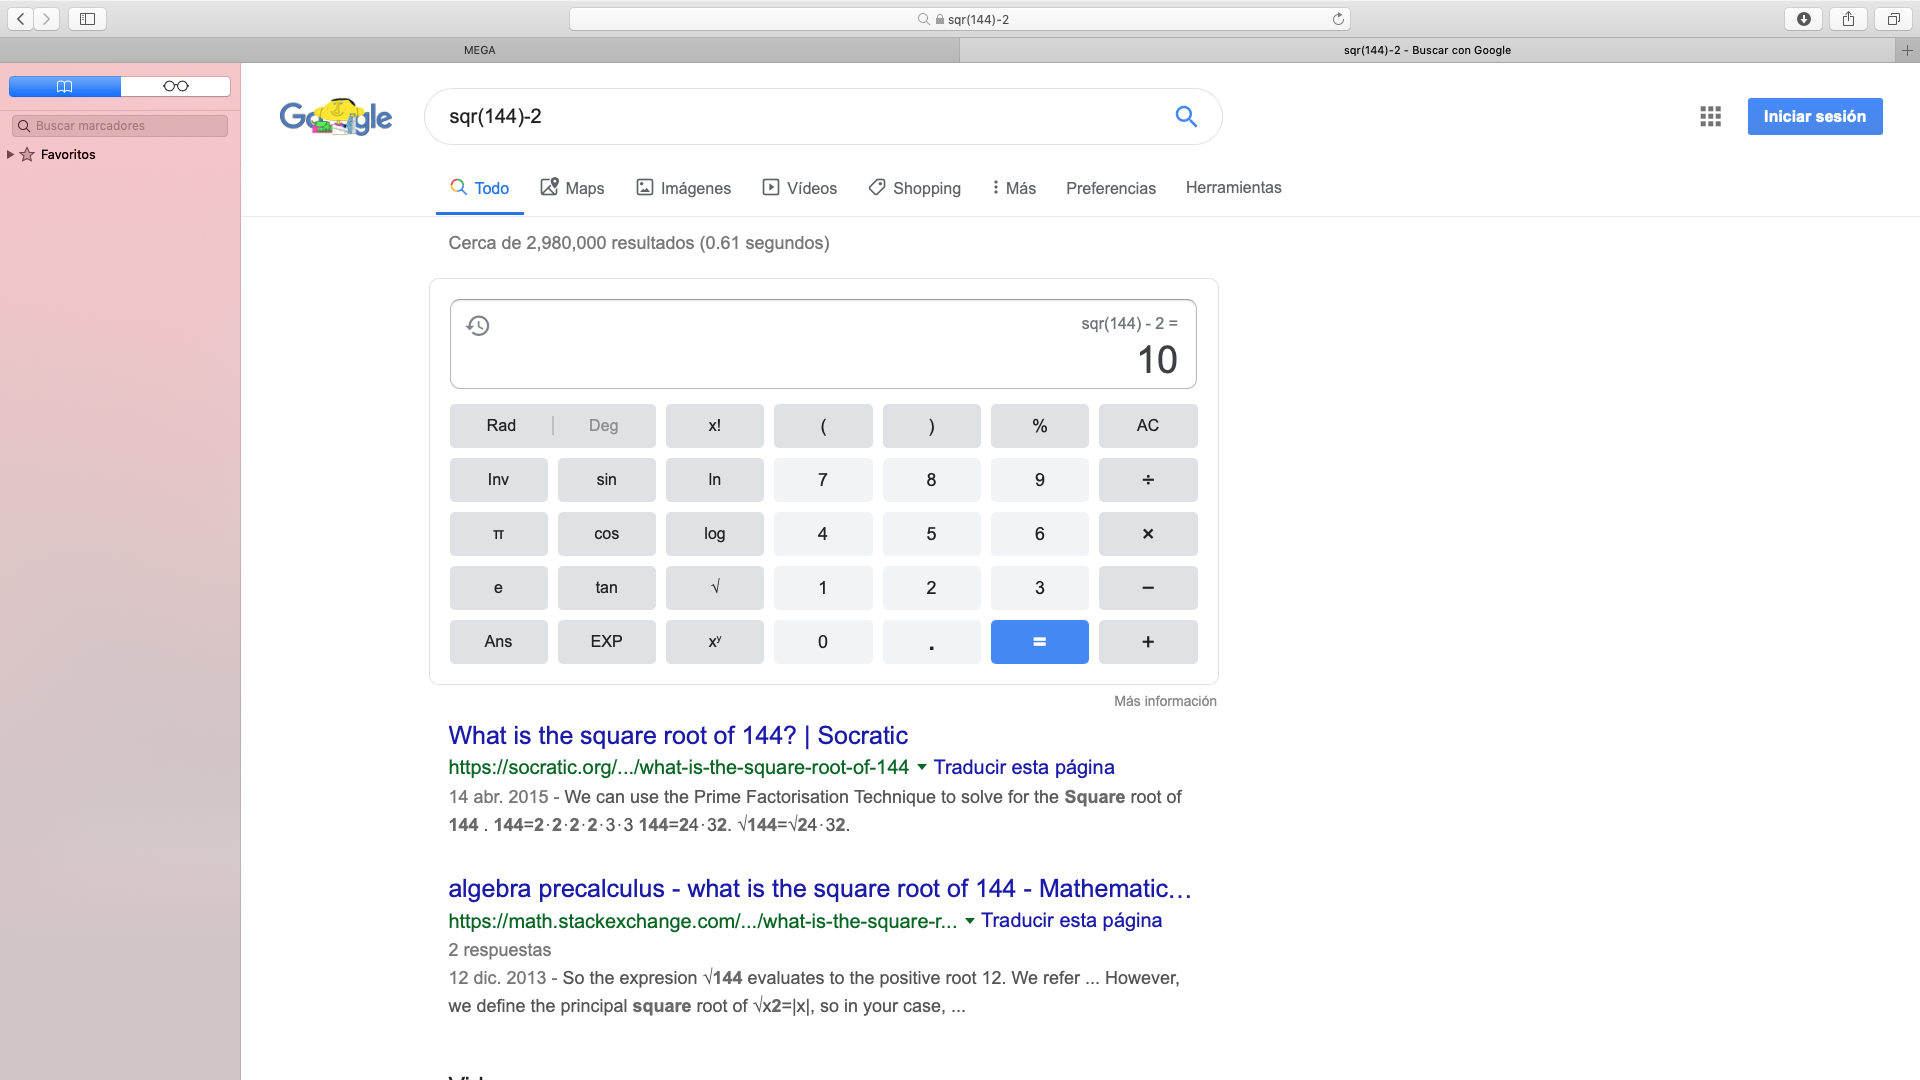 sqr(144)-2
MEGA
sqr(144)-2 - Buscar con Google
Buscar marcadores
Favoritos
Google
sqr(144)-2
Iniciar sesión
Todo
Maps
Imágenes
Vídeos
Shopping
Más
Preferencias
Herramientas
Cerca de 2,980,000 resultados (0.61 segundos)
sqr(144) - 2 =
10
Rad | Deg x! ( ) % AC
Inv sin ln 7 8 9 ÷
π cos log 4 5 6 ×
e tan √ 1 2 3 −
Ans EXP xʸ 0 . = +
Más información
What is the square root of 144? | Socratic
https://socratic.org/.../what-is-the-square-root-of-144 Traducir esta página
14 abr. 2015 - We can use the Prime Factorisation Technique to solve for the Square root of
144 . 144=2⋅2⋅2⋅2⋅3⋅3 144=24⋅32. √144=√24⋅32.
algebra precalculus - what is the square root of 144 - Mathematic...
https://math.stackexchange.com/.../what-is-the-square-r... Traducir esta página
2 respuestas
12 dic. 2013 - So the expresion √144 evaluates to the positive root 12. We refer ... However,
we define the principal square root of √x2=|x|, so in your case, ...